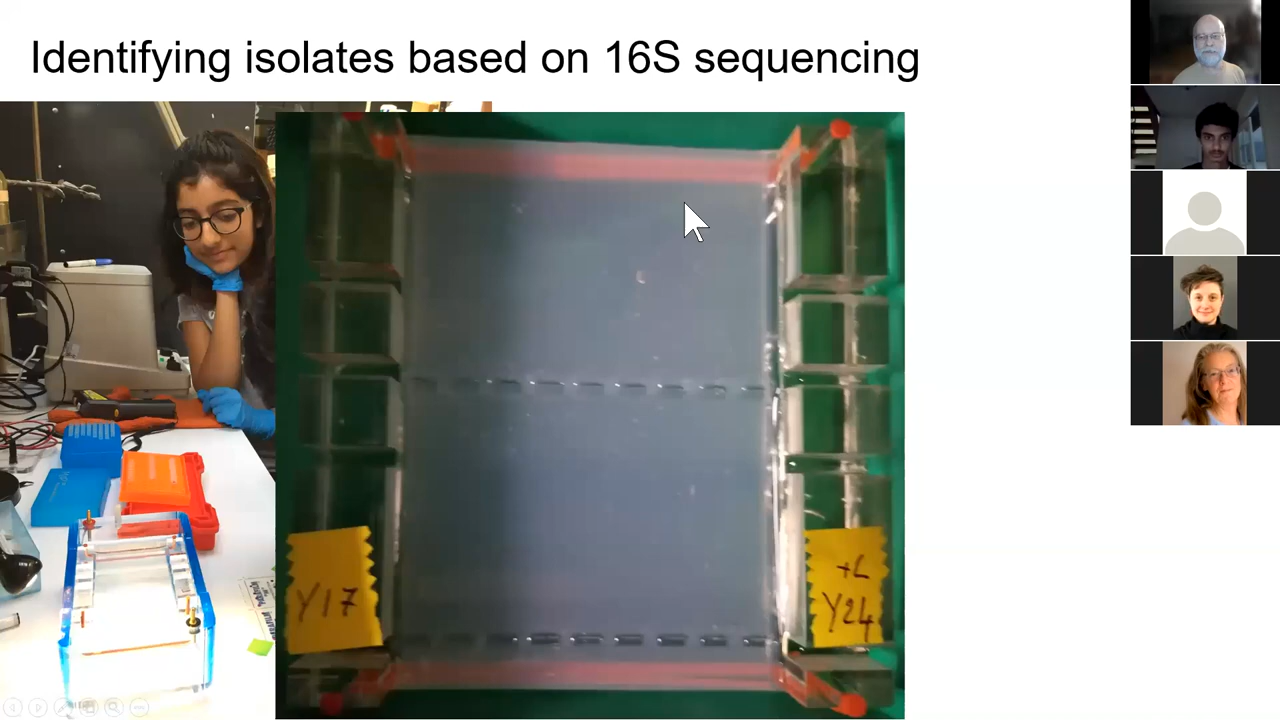 Identifying isolates based on 16S sequencing
Y17
+L
Y24